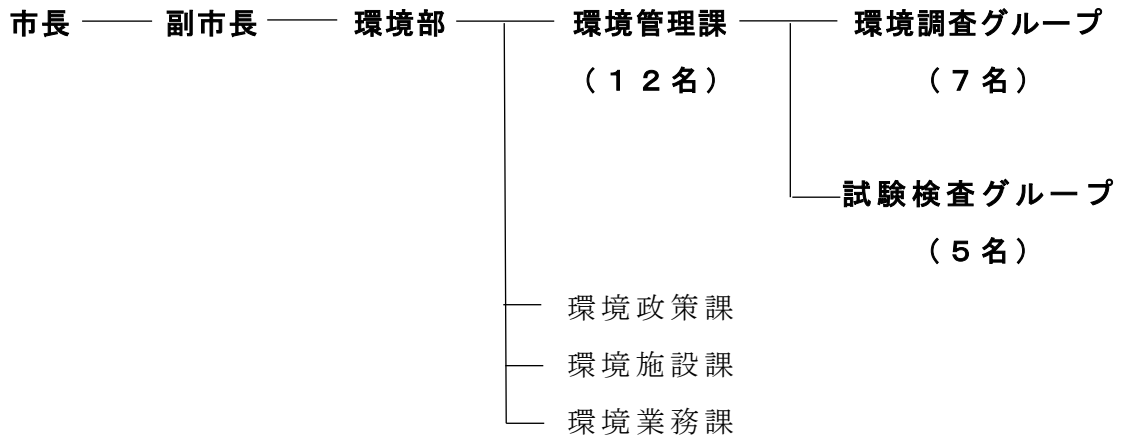 市長 副市長 環境部 環境管理課 環境調査グループ
（１２名） （７名）
試験検査グループ
（５名）
環境政策課
環境施設課
環境業務課